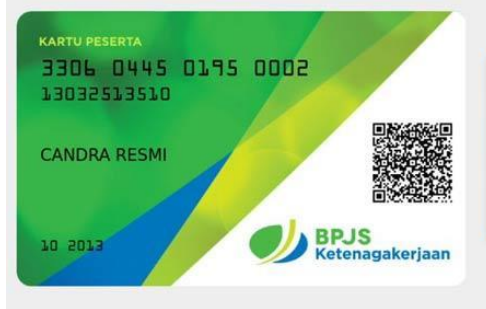 KARTU PESERTA
3306 0445 0195 0002
13032513510
CANDRA RESMI
10 2013
BPJS
Ketenagakerjaan